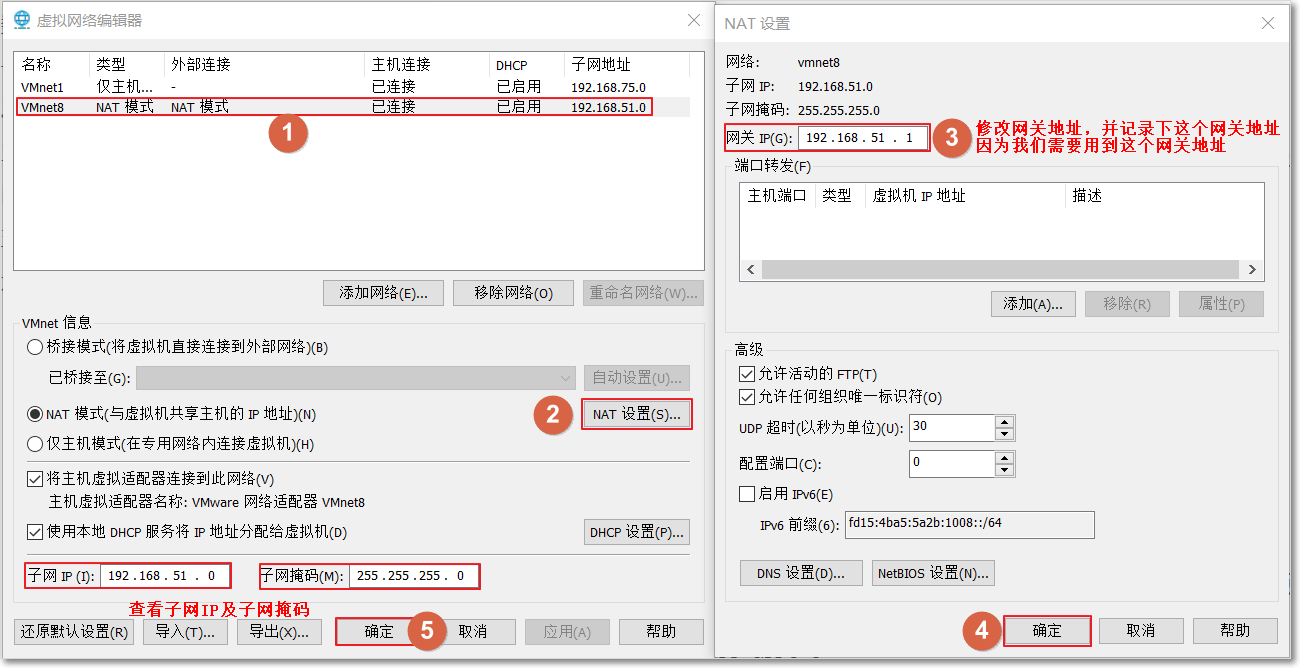 虚拟网络编辑器
名称 类型 外部连接 主机连接 DHCP 子网地址
VMnet1 仅主机... - 已连接 已启用 192.168.75.0
VMnet8 NAT 模式 NAT 模式 已连接 已启用 192.168.51.0
1
添加网络(E)... 移除网络(O) 重命名网络(W)...
VMnet 信息
桥接模式(将虚拟机直接连接到外部网络)(B)
已桥接至(G): 自动设置(U)...
NAT 模式(与虚拟机共享主机的 IP 地址)(N) 2 NAT 设置(S)...
仅主机模式(在专用网络内连接虚拟机)(H)
将主机虚拟适配器连接到此网络(V)
主机虚拟适配器名称: VMware 网络适配器 VMnet8
使用本地 DHCP 服务将 IP 地址分配给虚拟机(D) DHCP 设置(P)...
子网 IP (I): 192 . 168 . 51 . 0 子网掩码(M): 255 . 255 . 255 . 0
查看子网IP及子网掩码
还原默认设置(R) 导入(T)... 导出(X)... 确定 5 取消 应用(A) 帮助
NAT 设置
网络: vmnet8
子网 IP: 192.168.51.0
子网掩码: 255.255.255.0
网关 IP(G): 192 . 168 . 51 . 1 3
修改网关地址，并记录下这个网关地址
因为我们需要用到这个网关地址
端口转发(F)
主机端口 类型 虚拟机 IP 地址 描述
添加(A)... 移除(R) 属性(P)
高级
允许活动的 FTP(T)
允许任何组织唯一标识符(O)
UDP 超时(以秒为单位)(U): 30
配置端口(C): 0
启用 IPv6(E)
IPv6 前缀(6): fd15:4ba5:5a2b:1008::/64
DNS 设置(D)... NetBIOS 设置(N)...
4 确定 取消 帮助